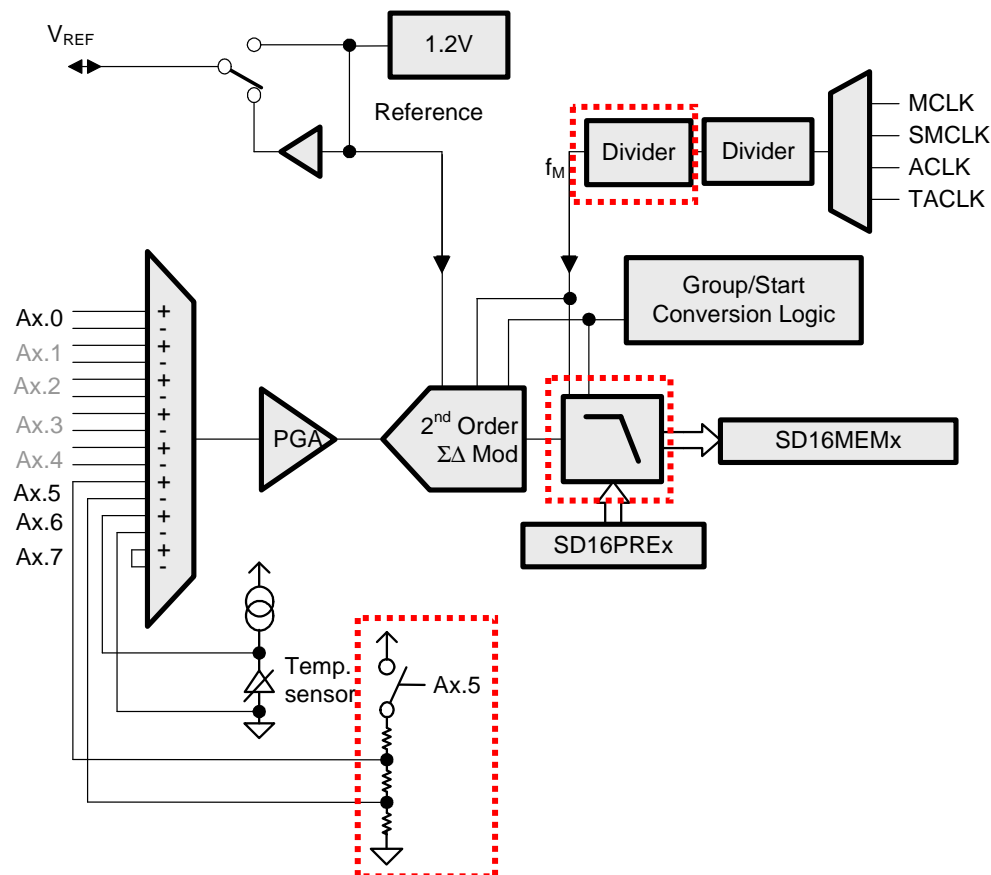 V_REF
1.2V
Reference
MCLK
SMCLK
ACLK
TACLK
Divider
Divider
f_M
Group/Start
Conversion Logic
Ax.0
Ax.1
Ax.2
Ax.3
Ax.4
Ax.5
Ax.6
Ax.7
+
-
+
-
+
-
+
-
+
-
+
-
+
-
+
-
PGA
2nd Order
ΣΔ Mod
SD16MEMx
SD16PREx
Temp.
sensor
Ax.5